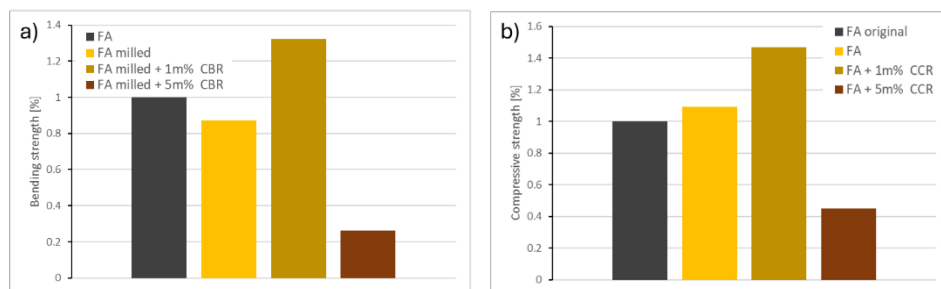 a)
1.4
1.2
1
0.8
0.6
0.4
0.2
0
Bending strength [%]
FA
FA milled
FA milled + 1m% CBR
FA milled + 5m% CBR
b)
1.6
1.4
1.2
1
0.8
0.6
0.4
0.2
0
Compressive strength [%]
FA original
FA
FA + 1m% CCR
FA + 5m% CCR